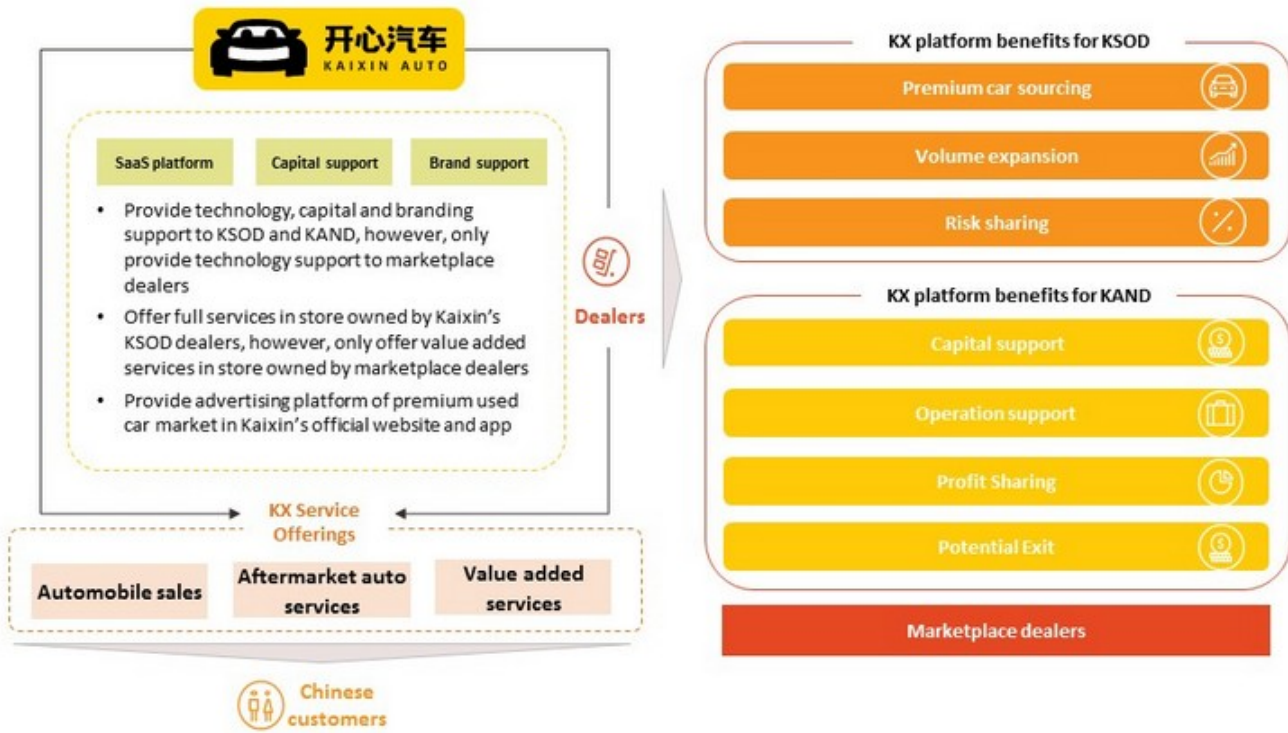 开心汽车
KAIXIN AUTO
SaaS platform
Capital support
Brand support
• Provide technology, capital and branding
support to KSOD and KAND, however, only
provide technology support to marketplace
dealers
• Offer full services in store owned by Kaixin's
KSOD dealers, however, only offer value added
services in store owned by marketplace dealers
• Provide advertising platform of premium used
car market in Kaixin's official website and app
Dealers
KX Service
Offerings
Automobile sales
Aftermarket auto
services
Value added
services
Chinese
customers
KX platform benefits for KSOD
Premium car sourcing
Volume expansion
Risk sharing
KX platform benefits for KAND
Capital support
Operation support
Profit Sharing
Potential Exit
Marketplace dealers